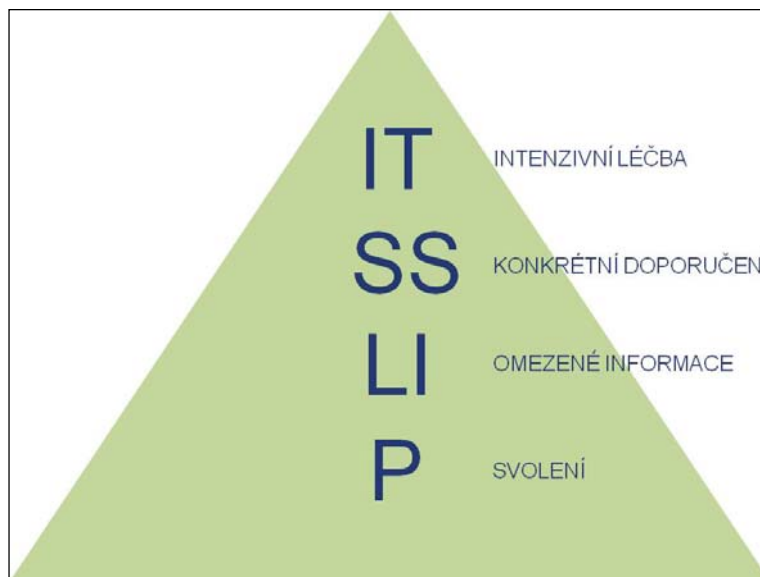 IT INTENZIVNÍ LÉČBA
SS KONKRÉTNÍ DOPORUČEN
LI OMEZENÉ INFORMACE
P SVOLENÍ